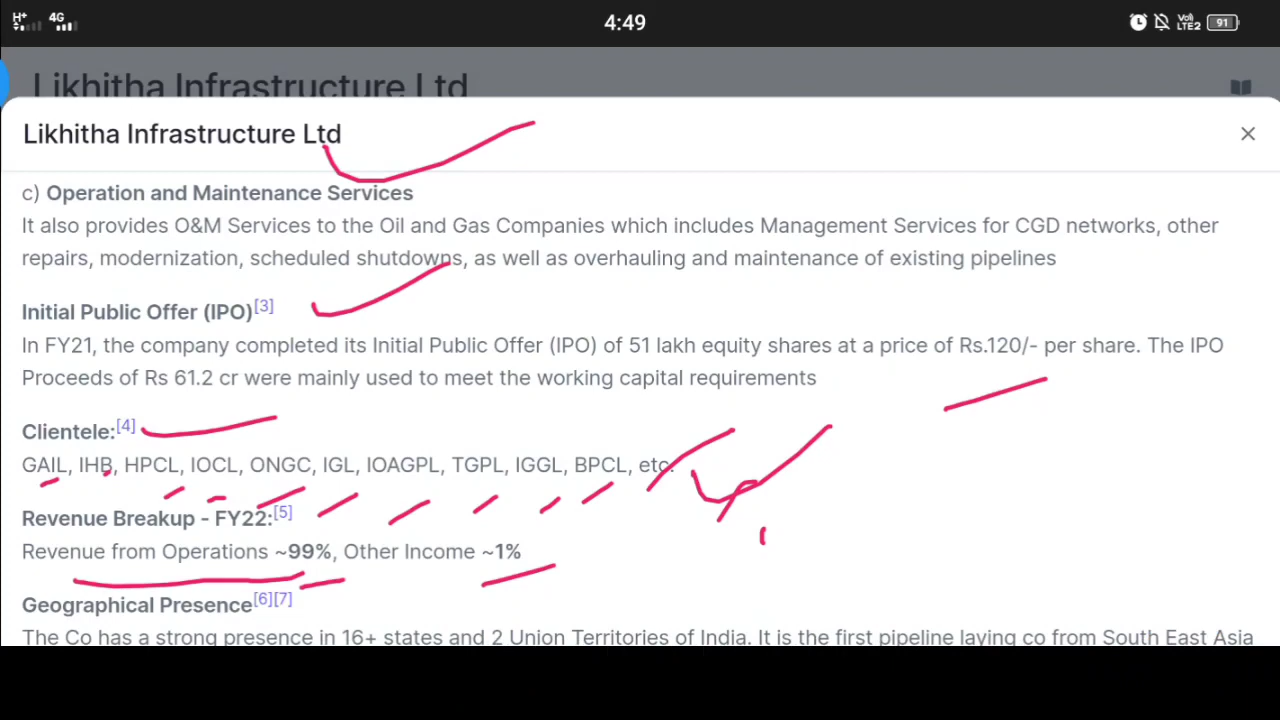 H+ 4G 4:49 VoI) LTE2 91
Likhitha Infrastructure Ltd
Likhitha Infrastructure Ltd
c) Operation and Maintenance Services
It also provides O&M Services to the Oil and Gas Companies which includes Management Services for CGD networks, other
repairs, modernization, scheduled shutdowns, as well as overhauling and maintenance of existing pipelines
Initial Public Offer (IPO)[3]
In FY21, the company completed its Initial Public Offer (IPO) of 51 lakh equity shares at a price of Rs.120/- per share. The IPO
Proceeds of Rs 61.2 cr were mainly used to meet the working capital requirements
Clientele:[4]
GAIL, IHB, HPCL, IOCL, ONGC, IGL, IOAGPL, TGPL, IGGL, BPCL, etc.
Revenue Breakup - FY22:[5]
Revenue from Operations ~99%, Other Income ~1%
Geographical Presence[6][7]
The Co has a strong presence in 16+ states and 2 Union Territories of India. It is the first pipeline laying co from South East Asia